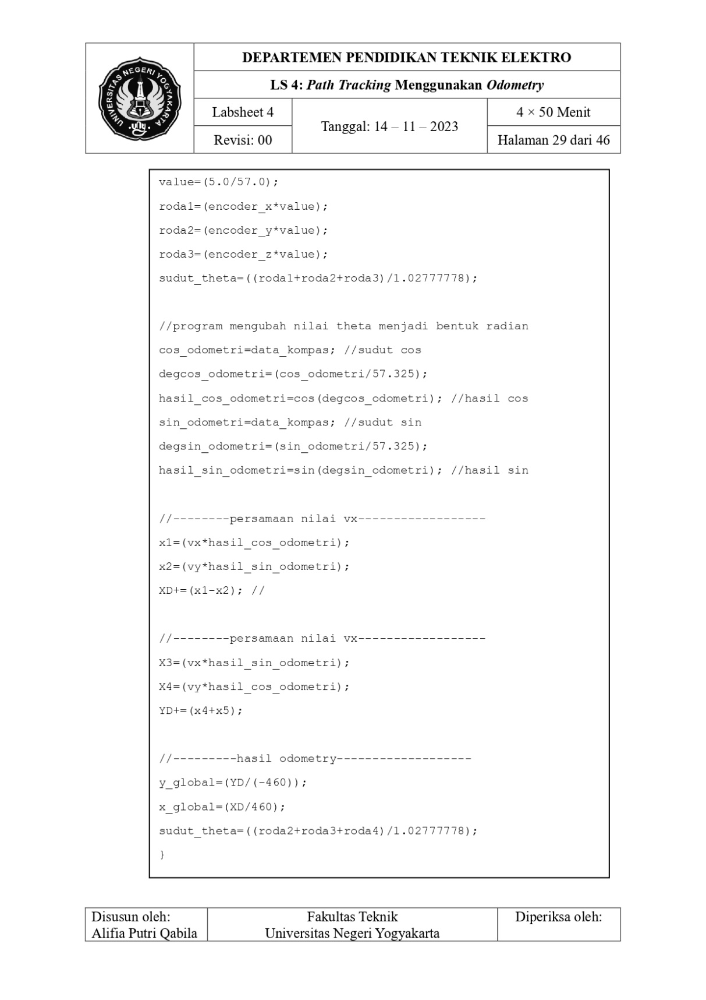 UNIVERSITAS NEGERI YOGYAKARTA
uny
DEPARTEMEN PENDIDIKAN TEKNIK ELEKTRO
LS 4: Path Tracking Menggunakan Odometry
Labsheet 4
Tanggal: 14 – 11 – 2023
4 × 50 Menit
Revisi: 00
Halaman 29 dari 46
value=(5.0/57.0);
roda1=(encoder_x*value);
roda2=(encoder_y*value);
roda3=(encoder_z*value);
sudut_theta=((roda1+roda2+roda3)/1.02777778);
//program mengubah nilai theta menjadi bentuk radian
cos_odometri=data_kompas; //sudut cos
degcos_odometri=(cos_odometri/57.325);
hasil_cos_odometri=cos(degcos_odometri); //hasil cos
sin_odometri=data_kompas; //sudut sin
degsin_odometri=(sin_odometri/57.325);
hasil_sin_odometri=sin(degsin_odometri); //hasil sin
//--------persamaan nilai vx------------------
x1=(vx*hasil_cos_odometri);
x2=(vy*hasil_sin_odometri);
XD+=(x1-x2); //
//--------persamaan nilai vx------------------
X3=(vx*hasil_sin_odometri);
X4=(vy*hasil_cos_odometri);
YD+=(x4+x5);
//---------hasil odometry-------------------
y_global=(YD/(-460));
x_global=(XD/460);
sudut_theta=((roda2+roda3+roda4)/1.02777778);
}
Disusun oleh:
Alifia Putri Qabila
Fakultas Teknik
Universitas Negeri Yogyakarta
Diperiksa oleh: